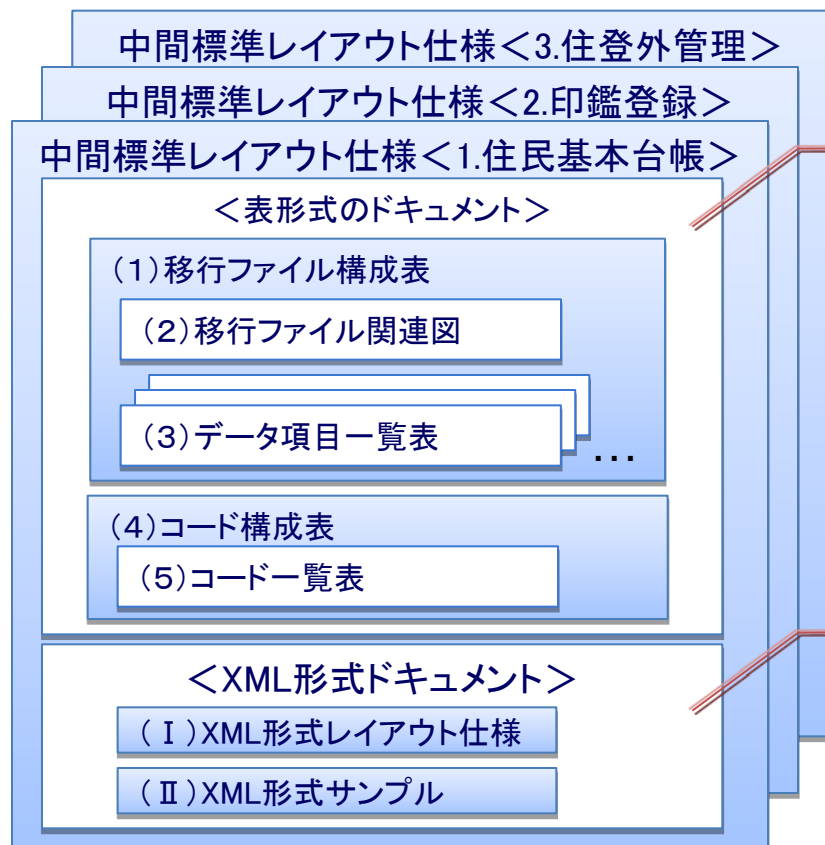 中間標準レイアウト仕様＜3.住登外管理＞
中間標準レイアウト仕様＜2.印鑑登録＞
中間標準レイアウト仕様＜1.住民基本台帳＞
＜表形式のドキュメント＞
（1）移行ファイル構成表
（2）移行ファイル関連図
（3）データ項目一覧表
...
（4）コード構成表
（5）コード一覧表
＜XML形式ドキュメント＞
（Ⅰ）XML形式レイアウト仕様
（Ⅱ）XML形式サンプル